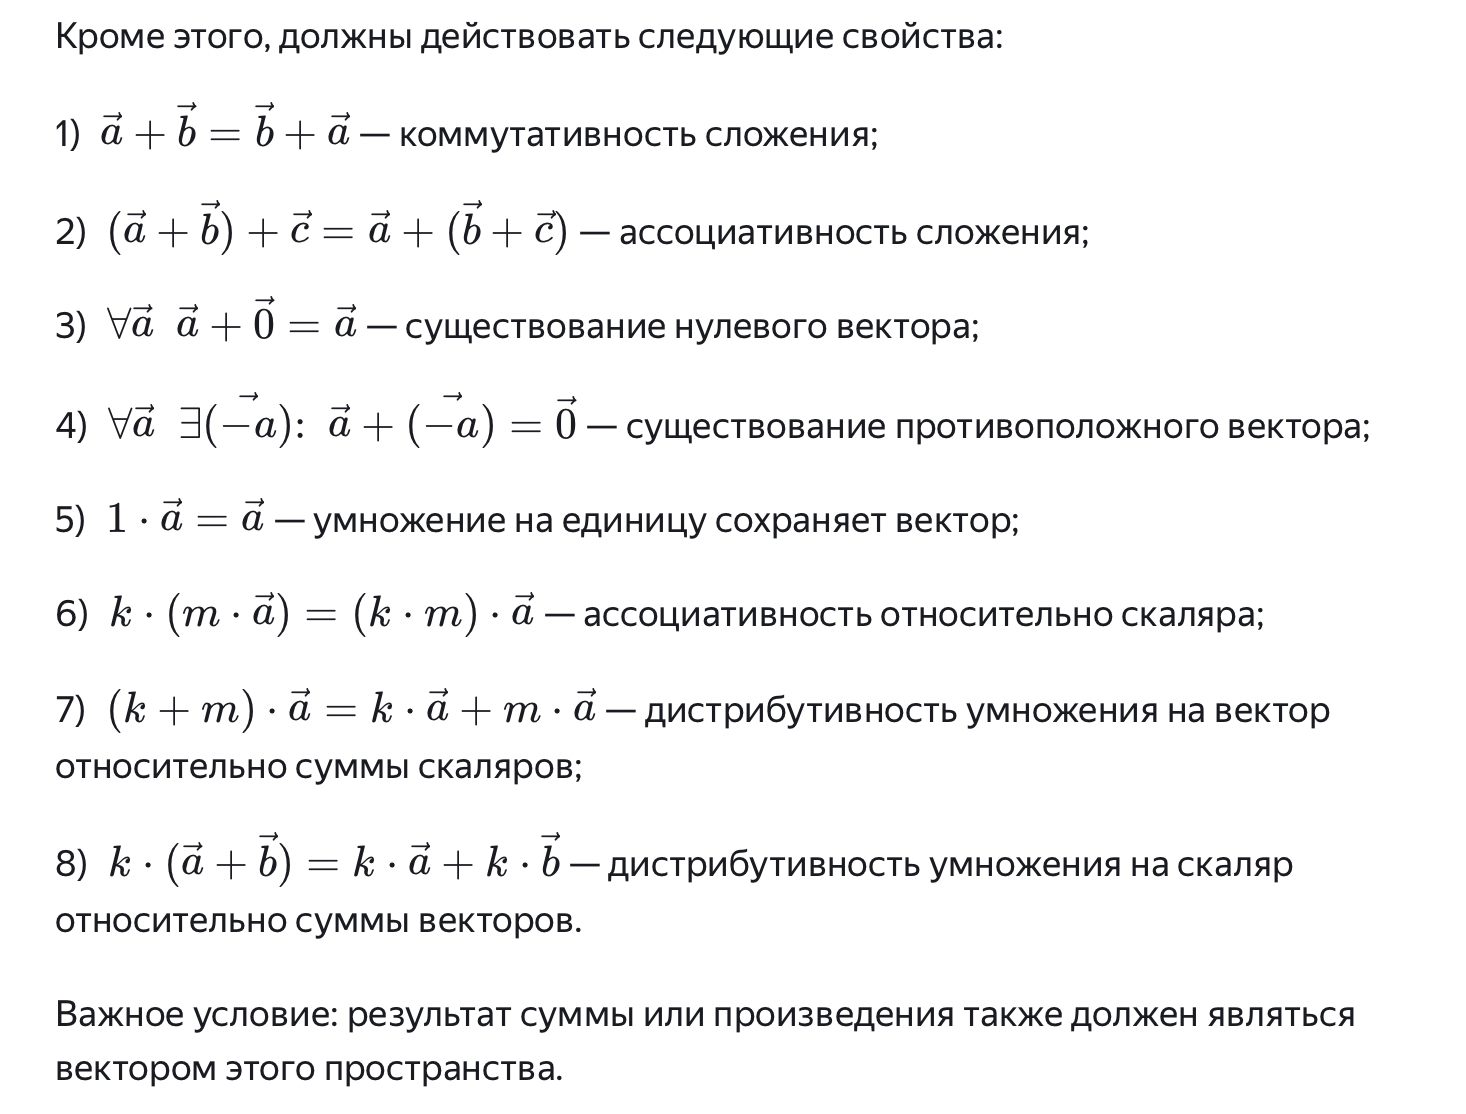 Кроме этого, должны действовать следующие свойства:
1) $\vec{a} + \vec{b} = \vec{b} + \vec{a}$ — коммутативность сложения;
2) $(\vec{a} + \vec{b}) + \vec{c} = \vec{a} + (\vec{b} + \vec{c})$ — ассоциативность сложения;
3) $\forall \vec{a} \;\; \vec{a} + \vec{0} = \vec{a}$ — существование нулевого вектора;
4) $\forall \vec{a} \;\; \exists (\vec{-a}): \; \vec{a} + (\vec{-a}) = \vec{0}$ — существование противоположного вектора;
5) $1 \cdot \vec{a} = \vec{a}$ — умножение на единицу сохраняет вектор;
6) $k \cdot (m \cdot \vec{a}) = (k \cdot m) \cdot \vec{a}$ — ассоциативность относительно скаляра;
7) $(k + m) \cdot \vec{a} = k \cdot \vec{a} + m \cdot \vec{a}$ — дистрибутивность умножения на вектор
относительно суммы скаляров;
8) $k \cdot (\vec{a} + \vec{b}) = k \cdot \vec{a} + k \cdot \vec{b}$ — дистрибутивность умножения на скаляр
относительно суммы векторов.
Важное условие: результат суммы или произведения также должен являться
вектором этого пространства.